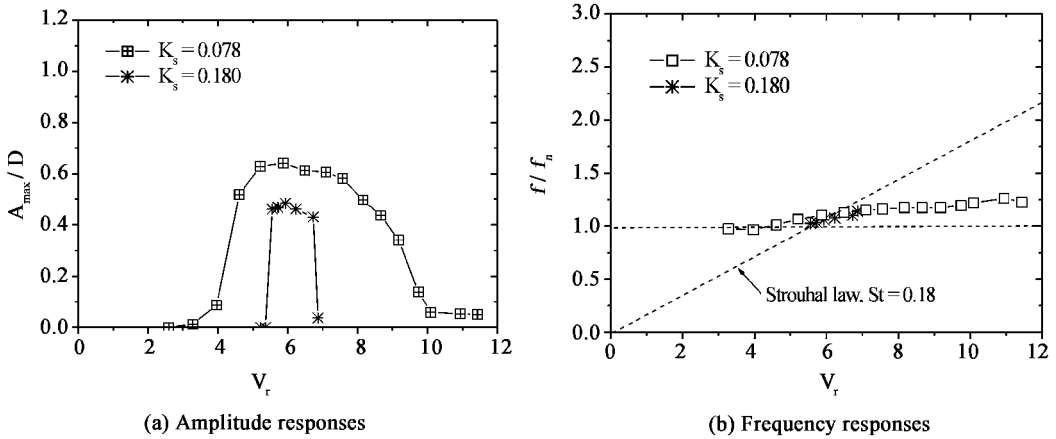 1.2
1.0
0.8
0.6
0.4
0.2
0.0
A_max / D
K_s = 0.078
K_s = 0.180
0 2 4 6 8 10 12
V_r
(a) Amplitude responses
3.0
2.5
2.0
1.5
1.0
0.5
0.0
f / f_n
K_s = 0.078
K_s = 0.180
Strouhal law, St = 0.18
0 2 4 6 8 10 12
V_r
(b) Frequency responses